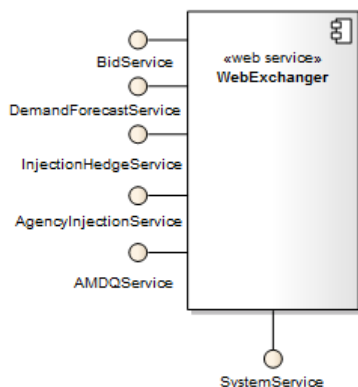 «web service»
WebExchanger
BidService
DemandForecastService
InjectionHedgeService
AgencyInjectionService
AMDQService
SystemService